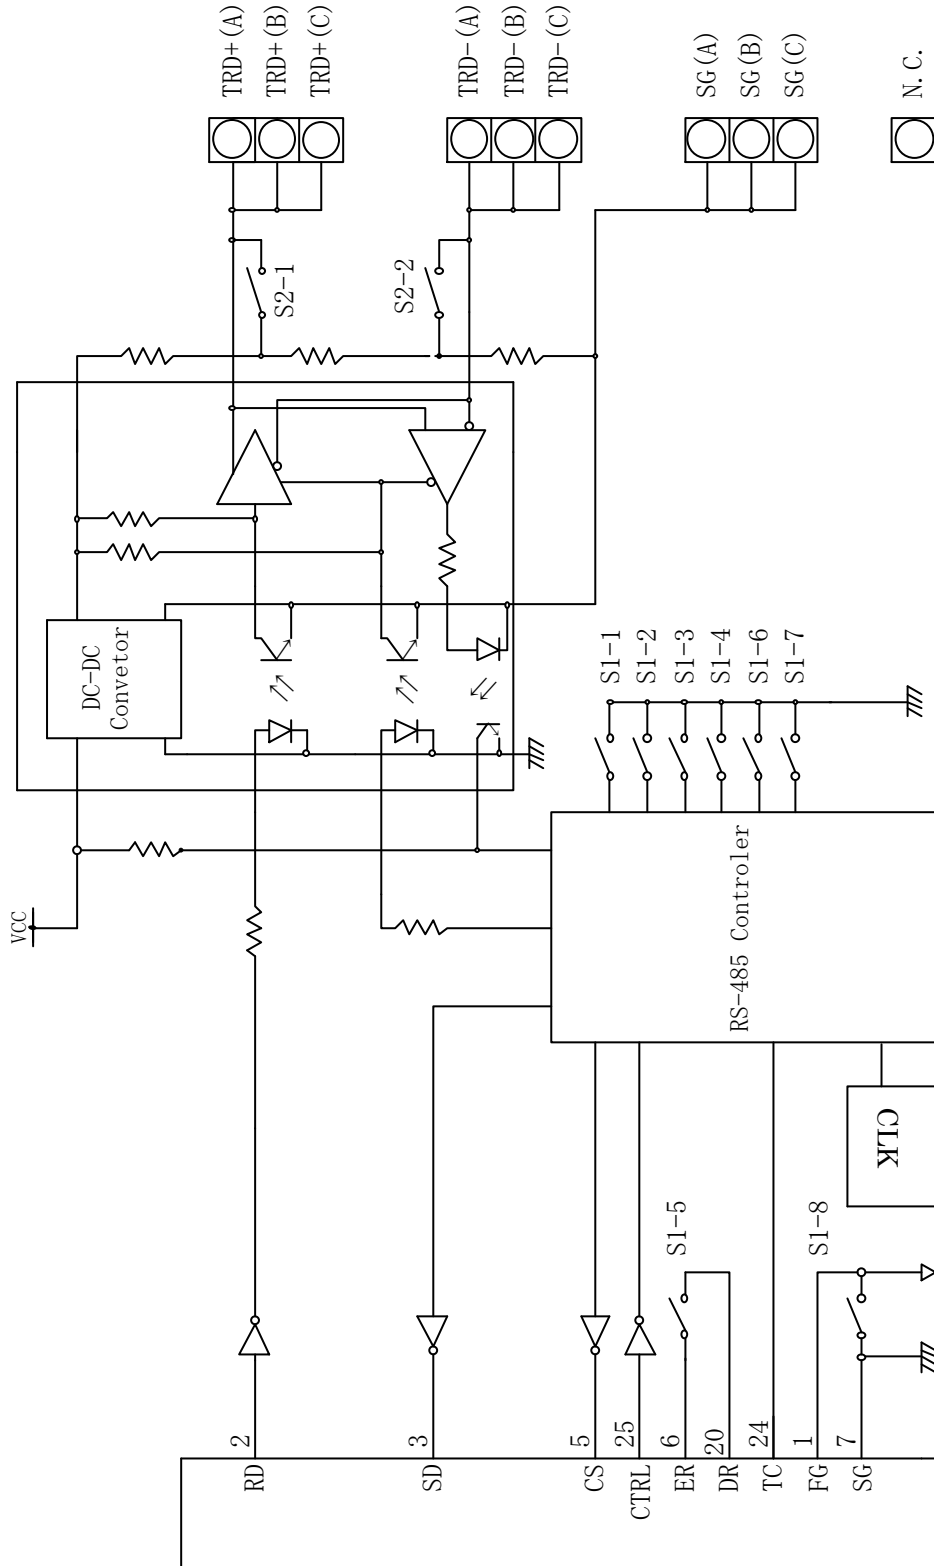 TRD+(A)
TRD+(B)
TRD+(C)
TRD-(A)
TRD-(B)
TRD-(C)
SG(A)
SG(B)
SG(C)
N.C.
S2-1
S2-2
DC-DC
Convetor
VCC
S1-1
S1-2
S1-3
S1-4
S1-6
S1-7
RS-485 Controler
CLK
S1-5
S1-8
2
RD
3
SD
5
CS
25
CTRL
6
ER
20
DR
24
TC
1
FG
7
SG